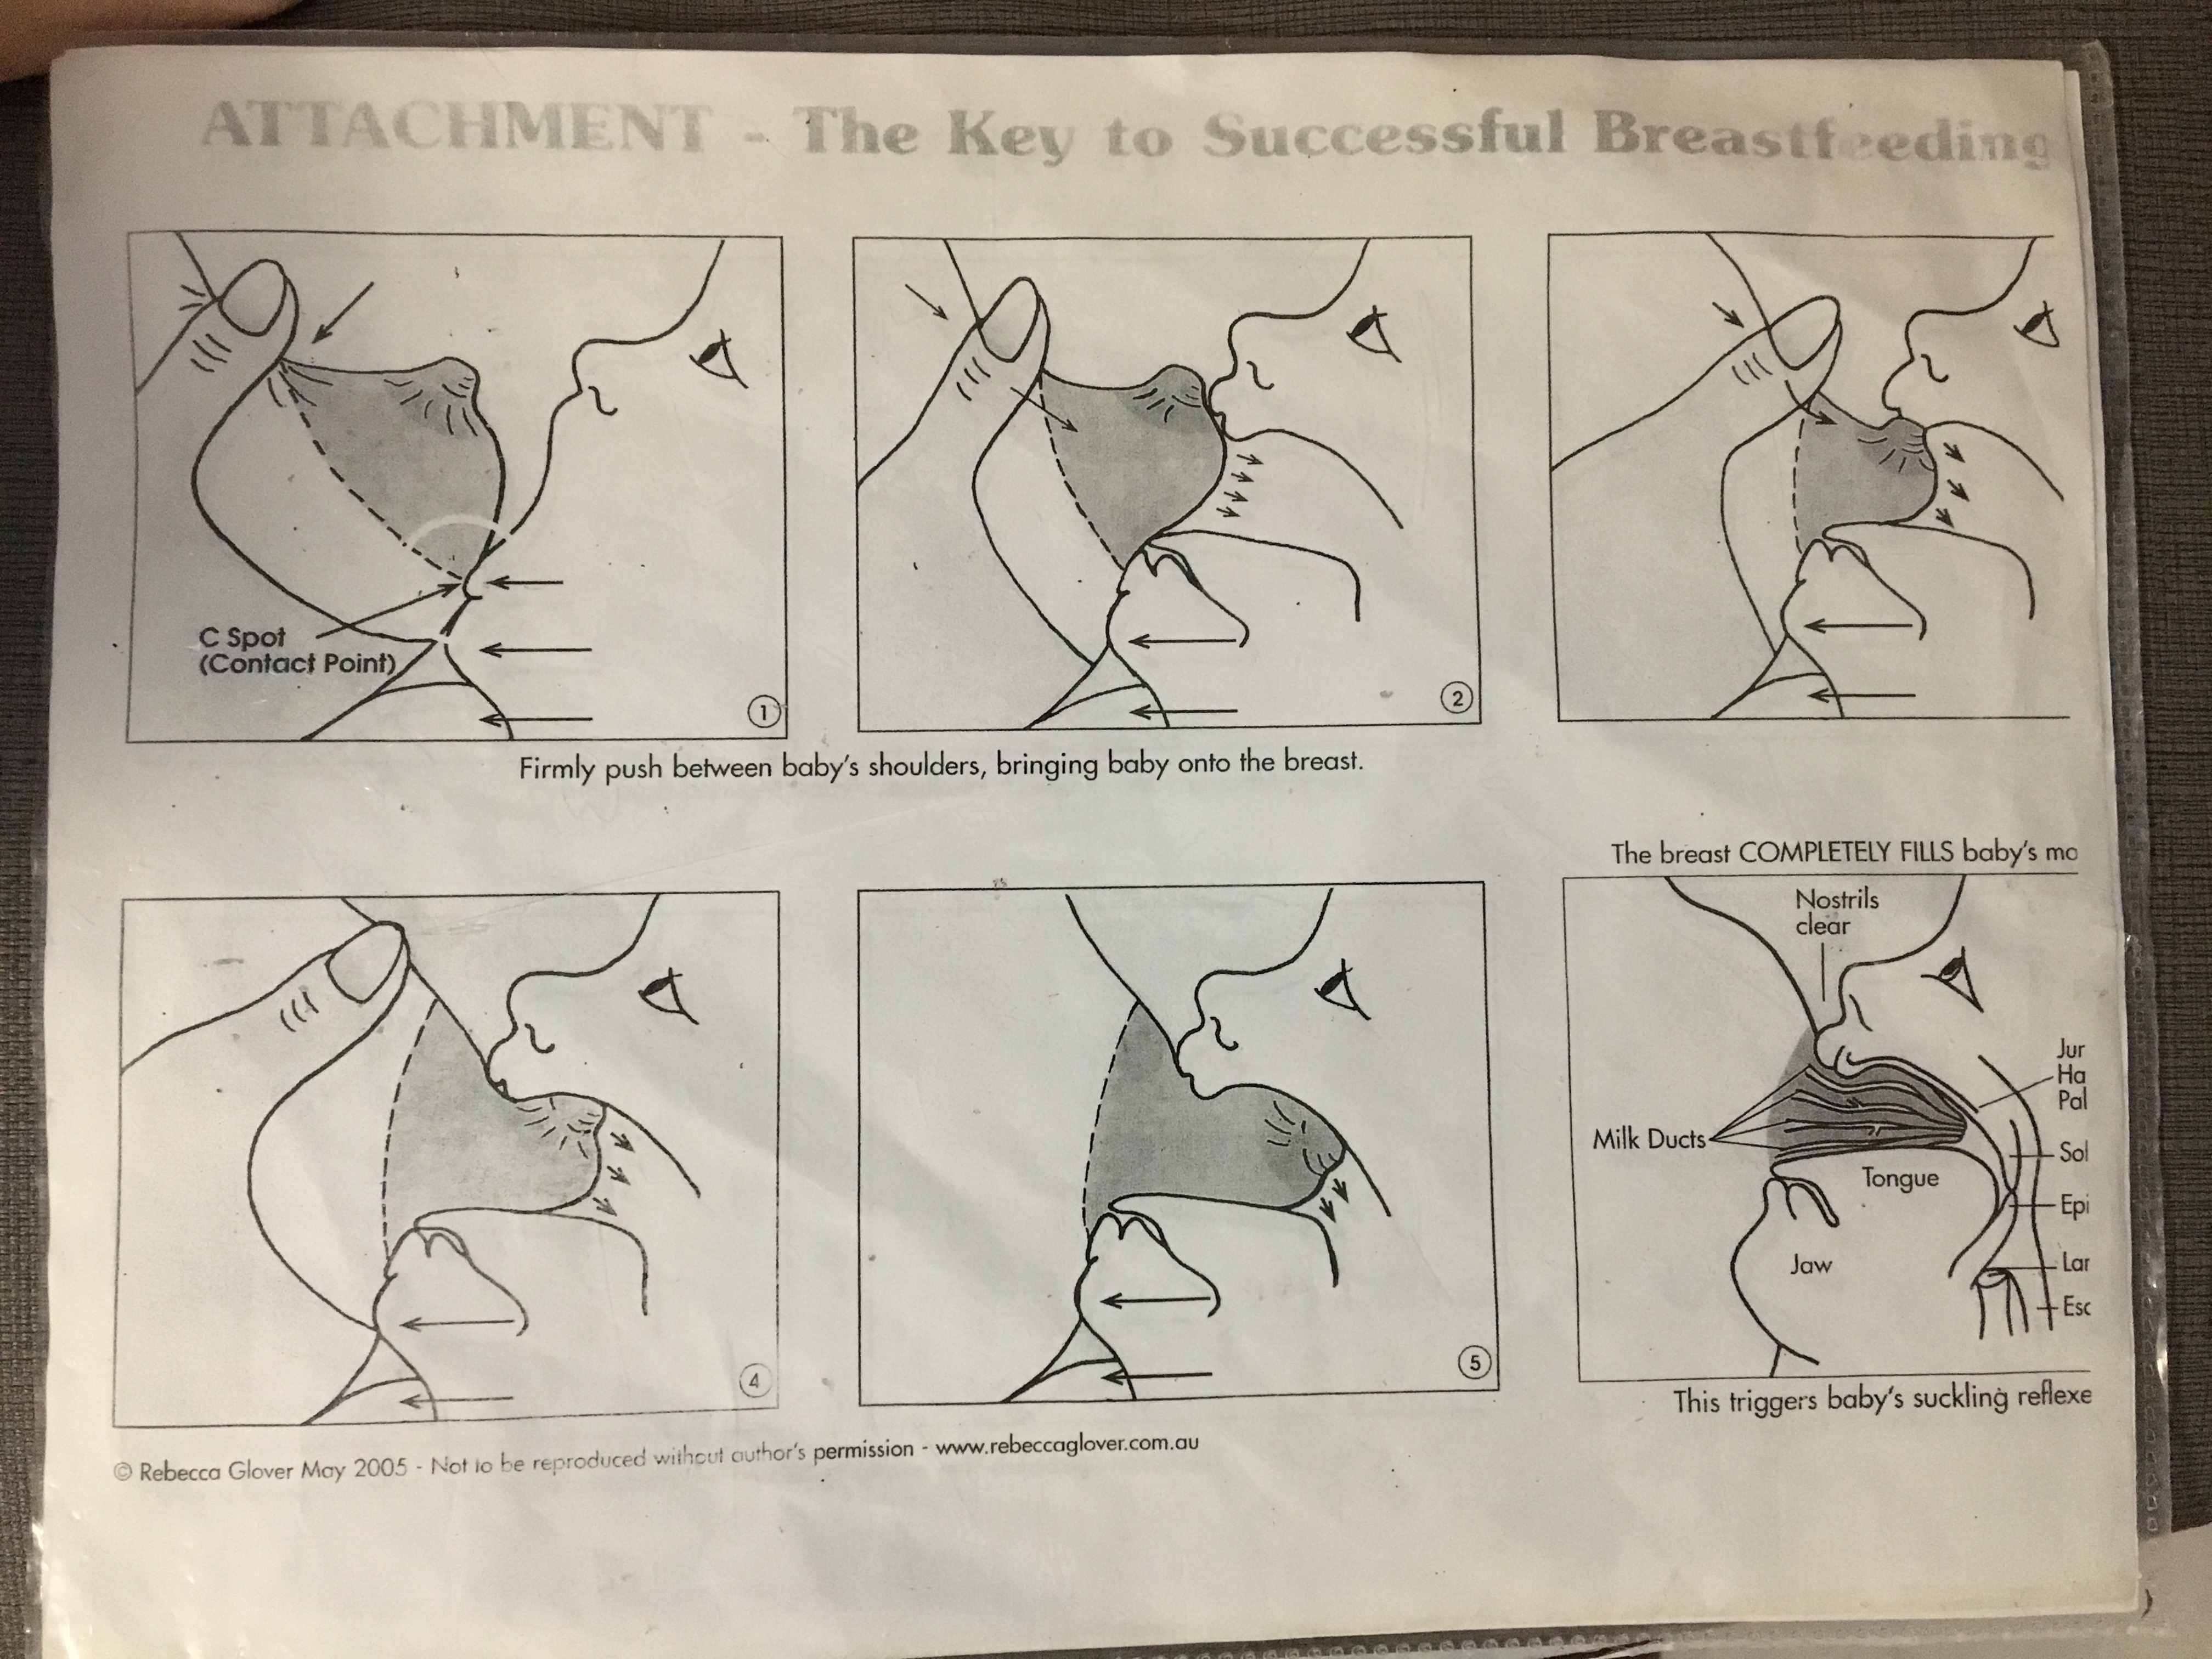 ATTACHMENT - The Key to Successful Breastfeeding
C Spot
(Contact Point)
1
2
Firmly push between baby's shoulders, bringing baby onto the breast.
The breast COMPLETELY FILLS baby's mo
4
5
Nostrils
clear
Milk Ducts
Jaw
Tongue
Jur
Ha
Pal
Sol
Epi
Lar
Esc
This triggers baby's suckling reflexe
© Rebecca Glover May 2005 - Not to be reproduced without author's permission - www.rebeccaglover.com.au